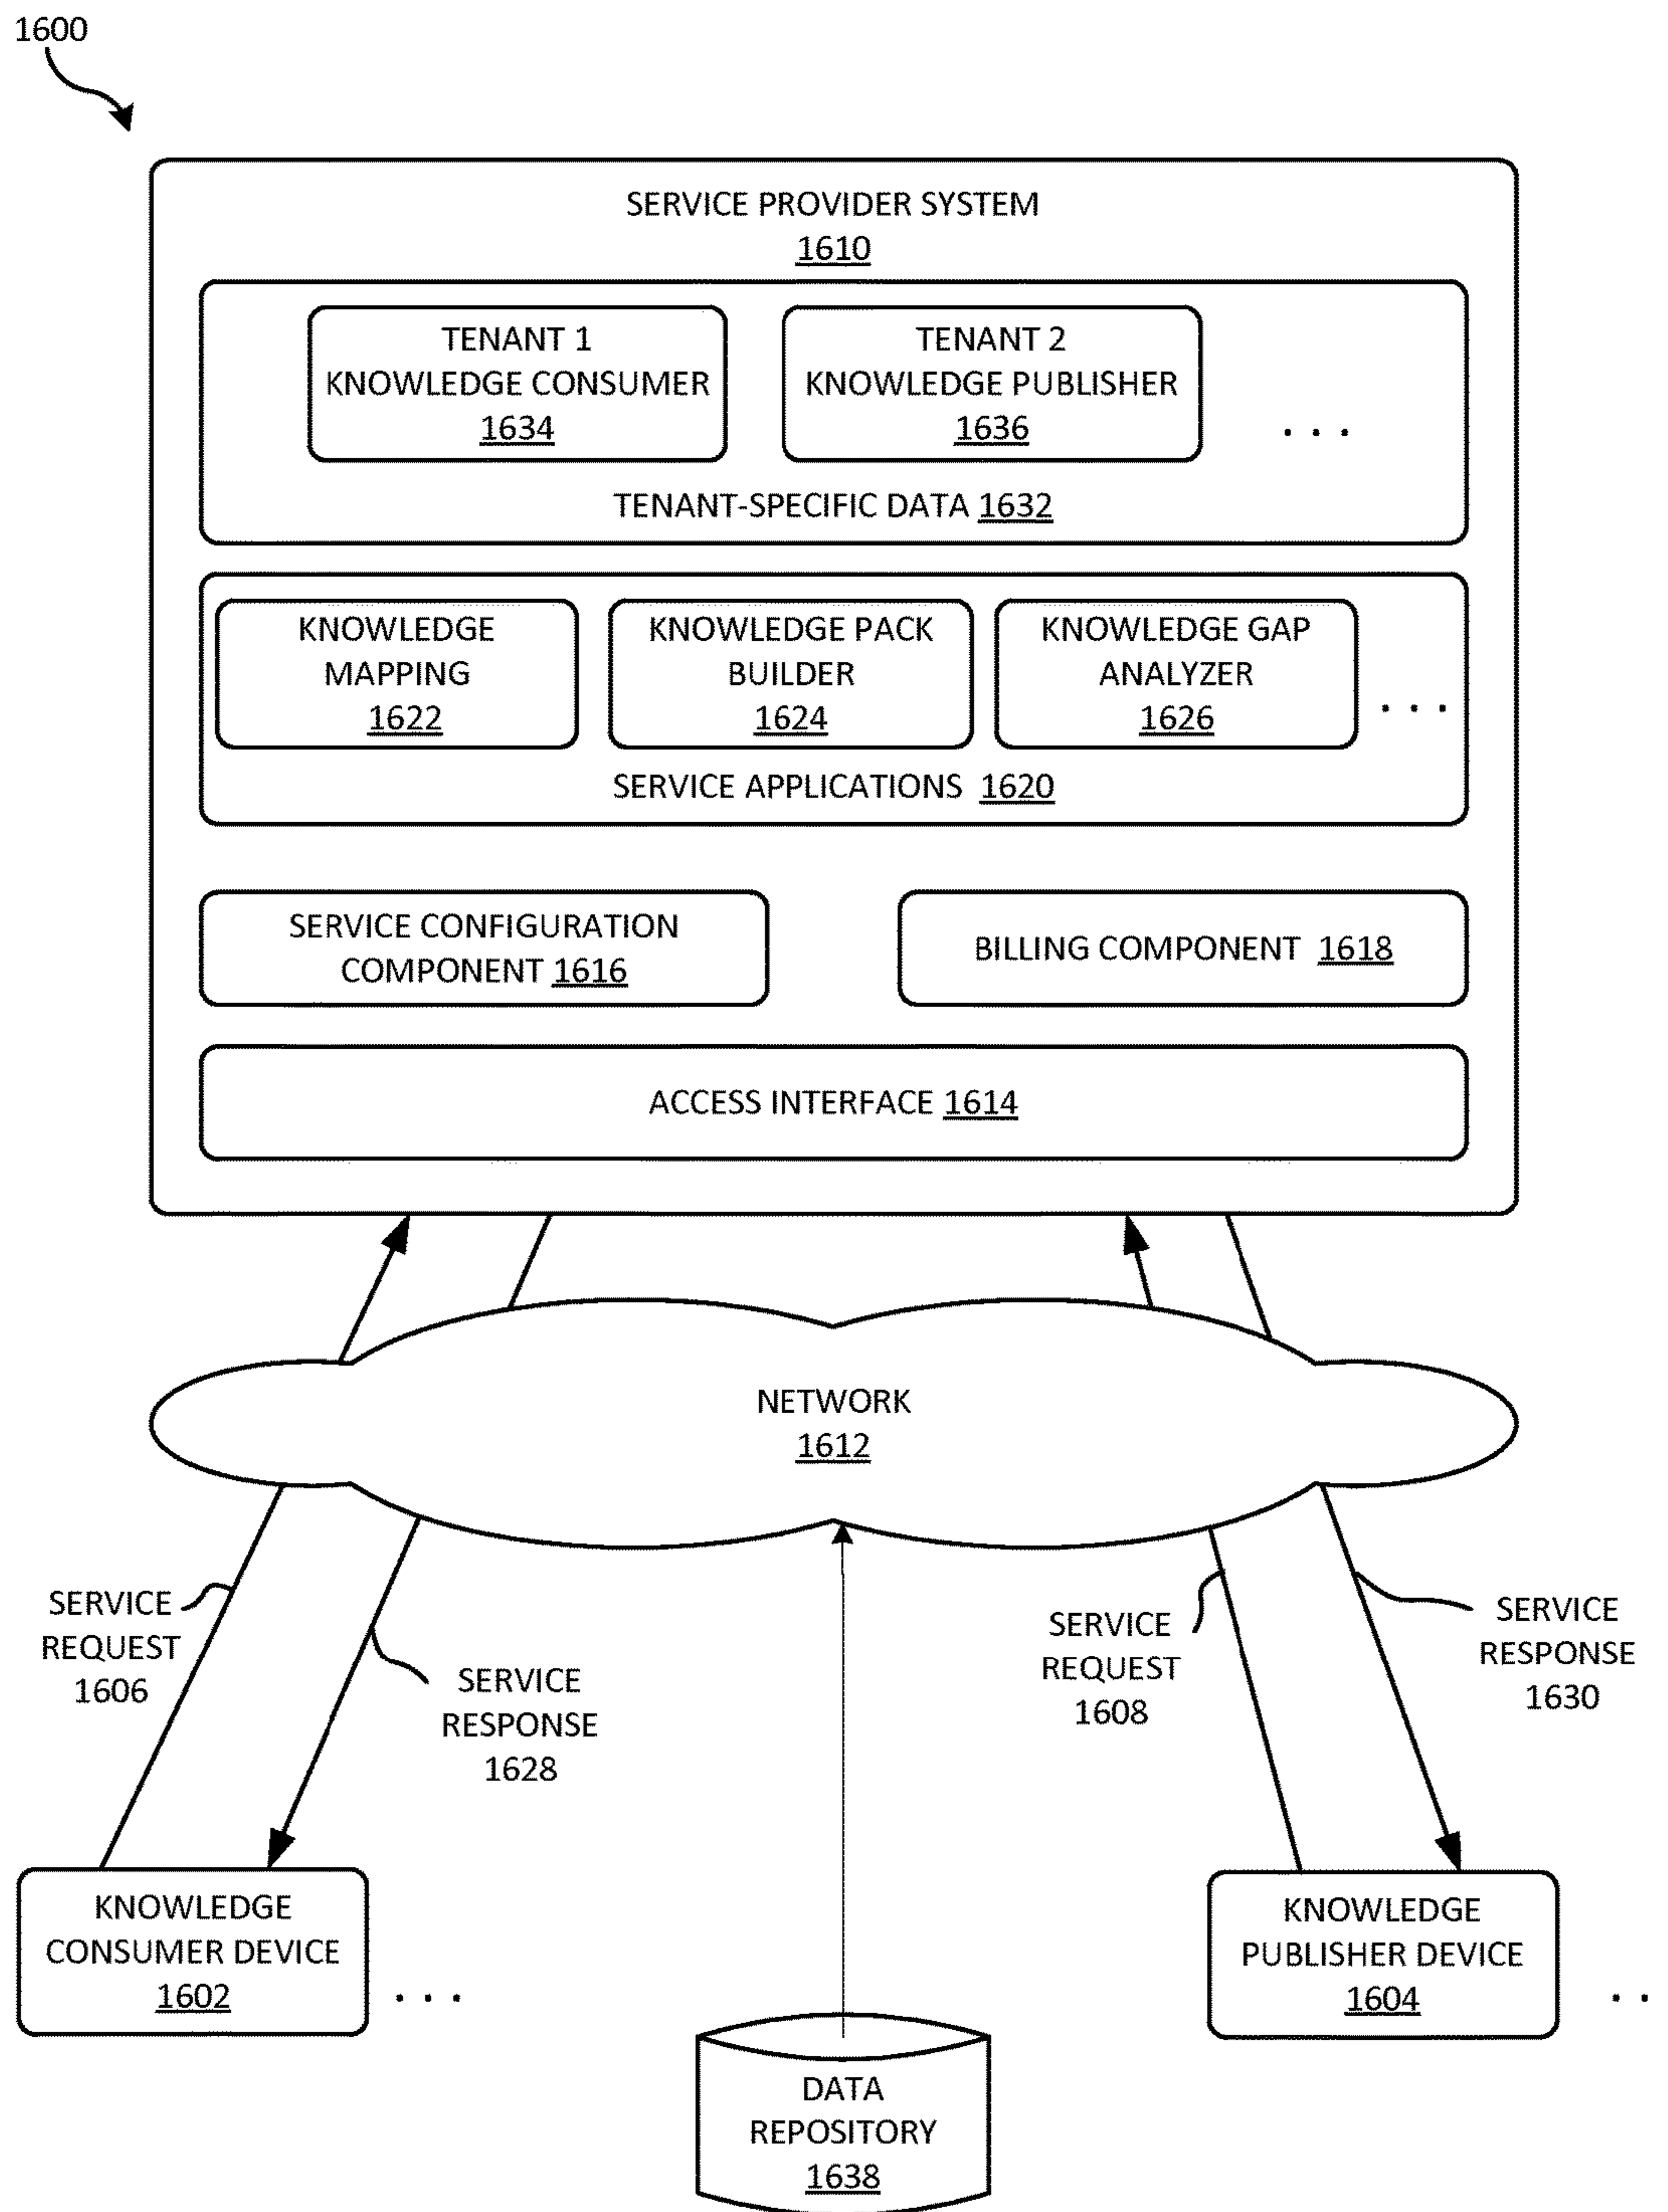 1600
SERVICE PROVIDER SYSTEM
1610
TENANT 1
KNOWLEDGE CONSUMER
1634
TENANT 2
KNOWLEDGE PUBLISHER
1636
. . .
TENANT-SPECIFIC DATA 1632
KNOWLEDGE
MAPPING
1622
KNOWLEDGE PACK
BUILDER
1624
KNOWLEDGE GAP
ANALYZER
1626
. . .
SERVICE APPLICATIONS 1620
SERVICE CONFIGURATION
COMPONENT 1616
BILLING COMPONENT 1618
ACCESS INTERFACE 1614
NETWORK
1612
SERVICE
REQUEST
1606
SERVICE
RESPONSE
1628
SERVICE
REQUEST
1608
SERVICE
RESPONSE
1630
KNOWLEDGE
CONSUMER DEVICE
1602
. . .
KNOWLEDGE
PUBLISHER DEVICE
1604
. .
DATA
REPOSITORY
1638